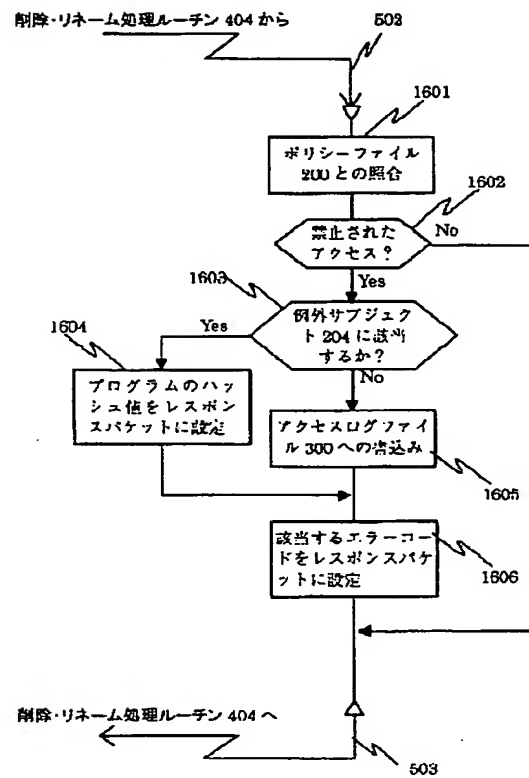 削除・リネーム処理ルーチン 404 から
502
1601
ポリシーファイル
200 との照合
1602
禁止された
アクセス?
No
Yes
1603
例外サブジェク
ト 204 に該当
するか?
Yes
1604
No
プログラムのハッ
シュ値をレスポン
スパケットに設定
アクセスログファイ
ル 300 への書込み
1605
該当するエラーコー
ドをレスポンスパケ
ットに設定
1606
削除・リネーム処理ルーチン 404 へ
503